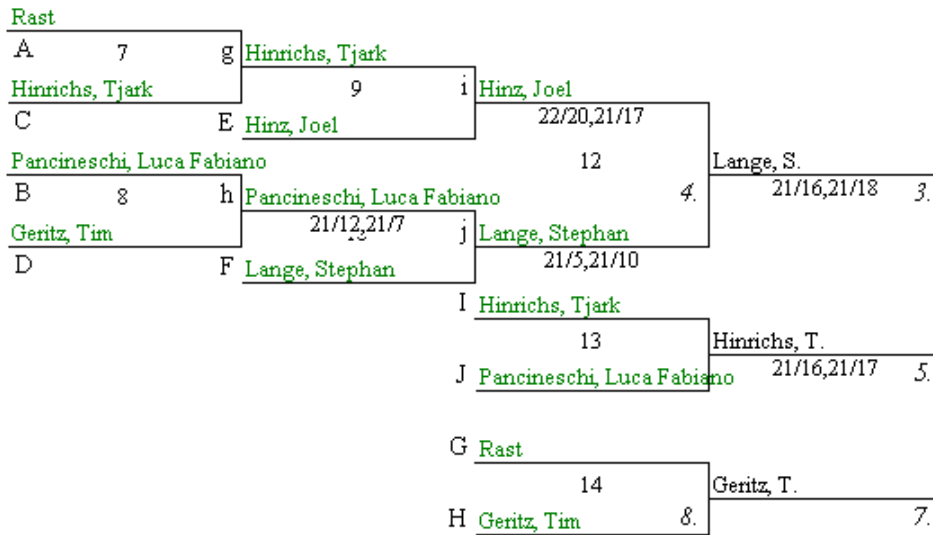 Rast
A 7 g Hinrichs, Tjark
Hinrichs, Tjark 9 i Hinz, Joel
C E Hinz, Joel 22/20,21/17
Pancineschi, Luca Fabiano 12 Lange, S.
B 8 h Pancineschi, Luca Fabiano 4. 21/16,21/18 3.
Geritz, Tim 21/12,21/7 j Lange, Stephan
D F Lange, Stephan 21/5,21/10
I Hinrichs, Tjark
13 Hinrichs, T.
J Pancineschi, Luca Fabiano 21/16,21/17 5.
G Rast
14 Geritz, T.
H Geritz, Tim 8. 7.